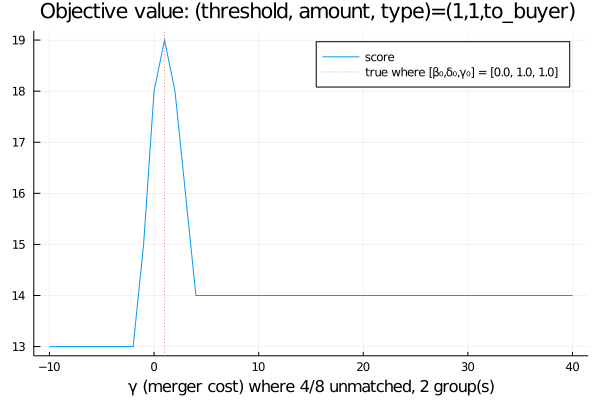 Objective value: (threshold, amount, type)=(1,1,to_buyer)
score
true where [β₀,δ₀,γ₀] = [0.0, 1.0, 1.0]
19
18
17
16
15
14
13
−10 0 10 20 30 40
γ (merger cost) where 4/8 unmatched, 2 group(s)